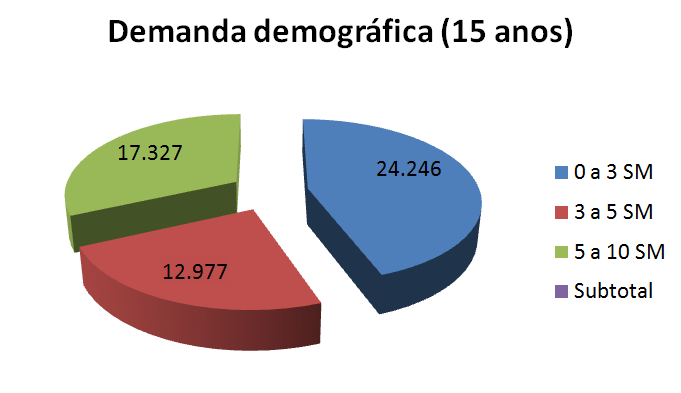 Demanda demográfica (15 anos)
17.327
24.246
12.977
0 a 3 SM
3 a 5 SM
5 a 10 SM
Subtotal